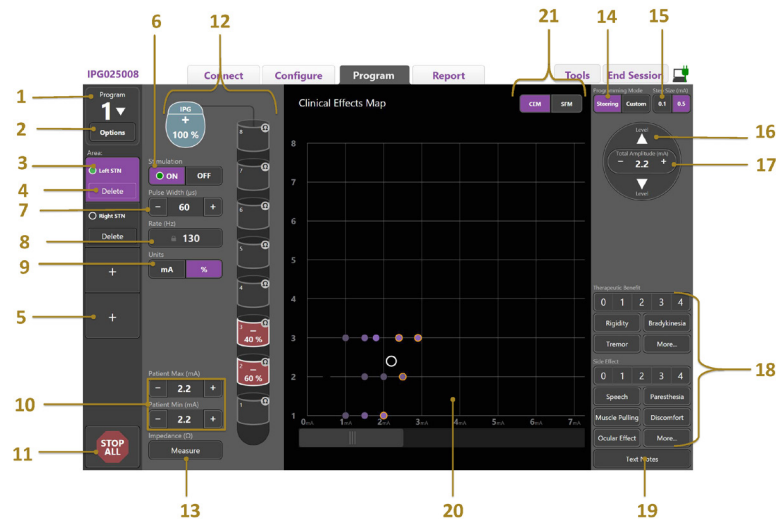 6
12
21
14
15
IPG025008
Connect
Configure
Program
Report
Tools
End Session
1
Program
1
2
Options
Area:
3
Left STN
4
Delete
Right STN
Delete
+
5
+
11
STOP
ALL
IPG
+
100 %
Stimulation
ON OFF
7
Pulse Width (µs)
− 60 +
8
Rate (Hz)
130
9
Units
mA %
10
Patient Max (mA)
− 2.2 +
Patient Max (mA)
− 2.2 +
Impedance (Ω)
Measure
13
8
7
6
5
4
3
−
40 %
2
−
60 %
1
Clinical Effects Map
CEM SFM
8
7
6
5
4
3
2
1
0mA 1mA 2mA 3mA 4mA 5mA 6mA 7mA
20
Programming Mode Step Size (mA)
Steering Custom 0.1 0.5
16
Level
Total Amplitude (mA)
− 2.2 +
17
Level
Therapeutic Benefit
0 1 2 3 4
Rigidity Bradykinesia
Tremor More...
18
Side Effect
0 1 2 3 4
Speech Paresthesia
Muscle Pulling Discomfort
Ocular Effect More...
Text Notes
19